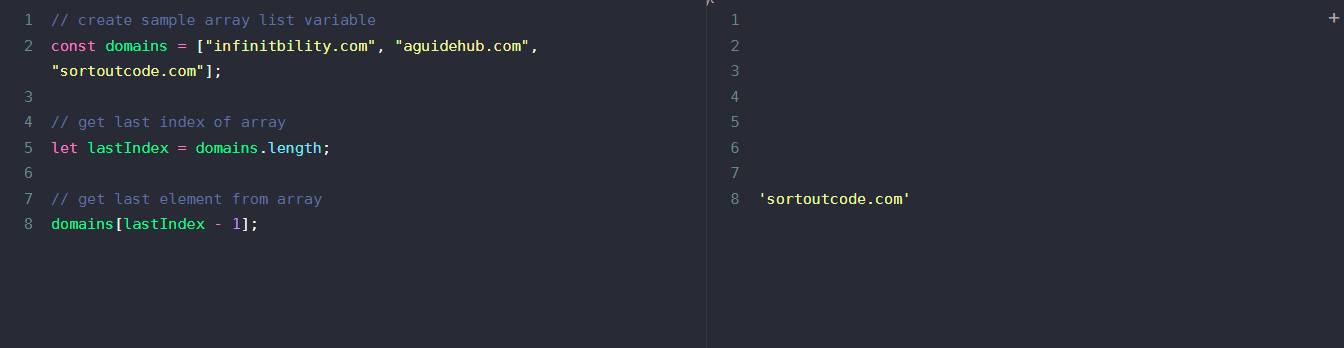 1 // create sample array list variable
2 const domains = ["infinitbility.com", "aguidehub.com",
"sortoutcode.com"];
3
4 // get last index of array
5 let lastIndex = domains.length;
6
7 // get last element from array
8 domains[lastIndex - 1];
+
1
2
3
4
5
6
7
8 'sortoutcode.com'